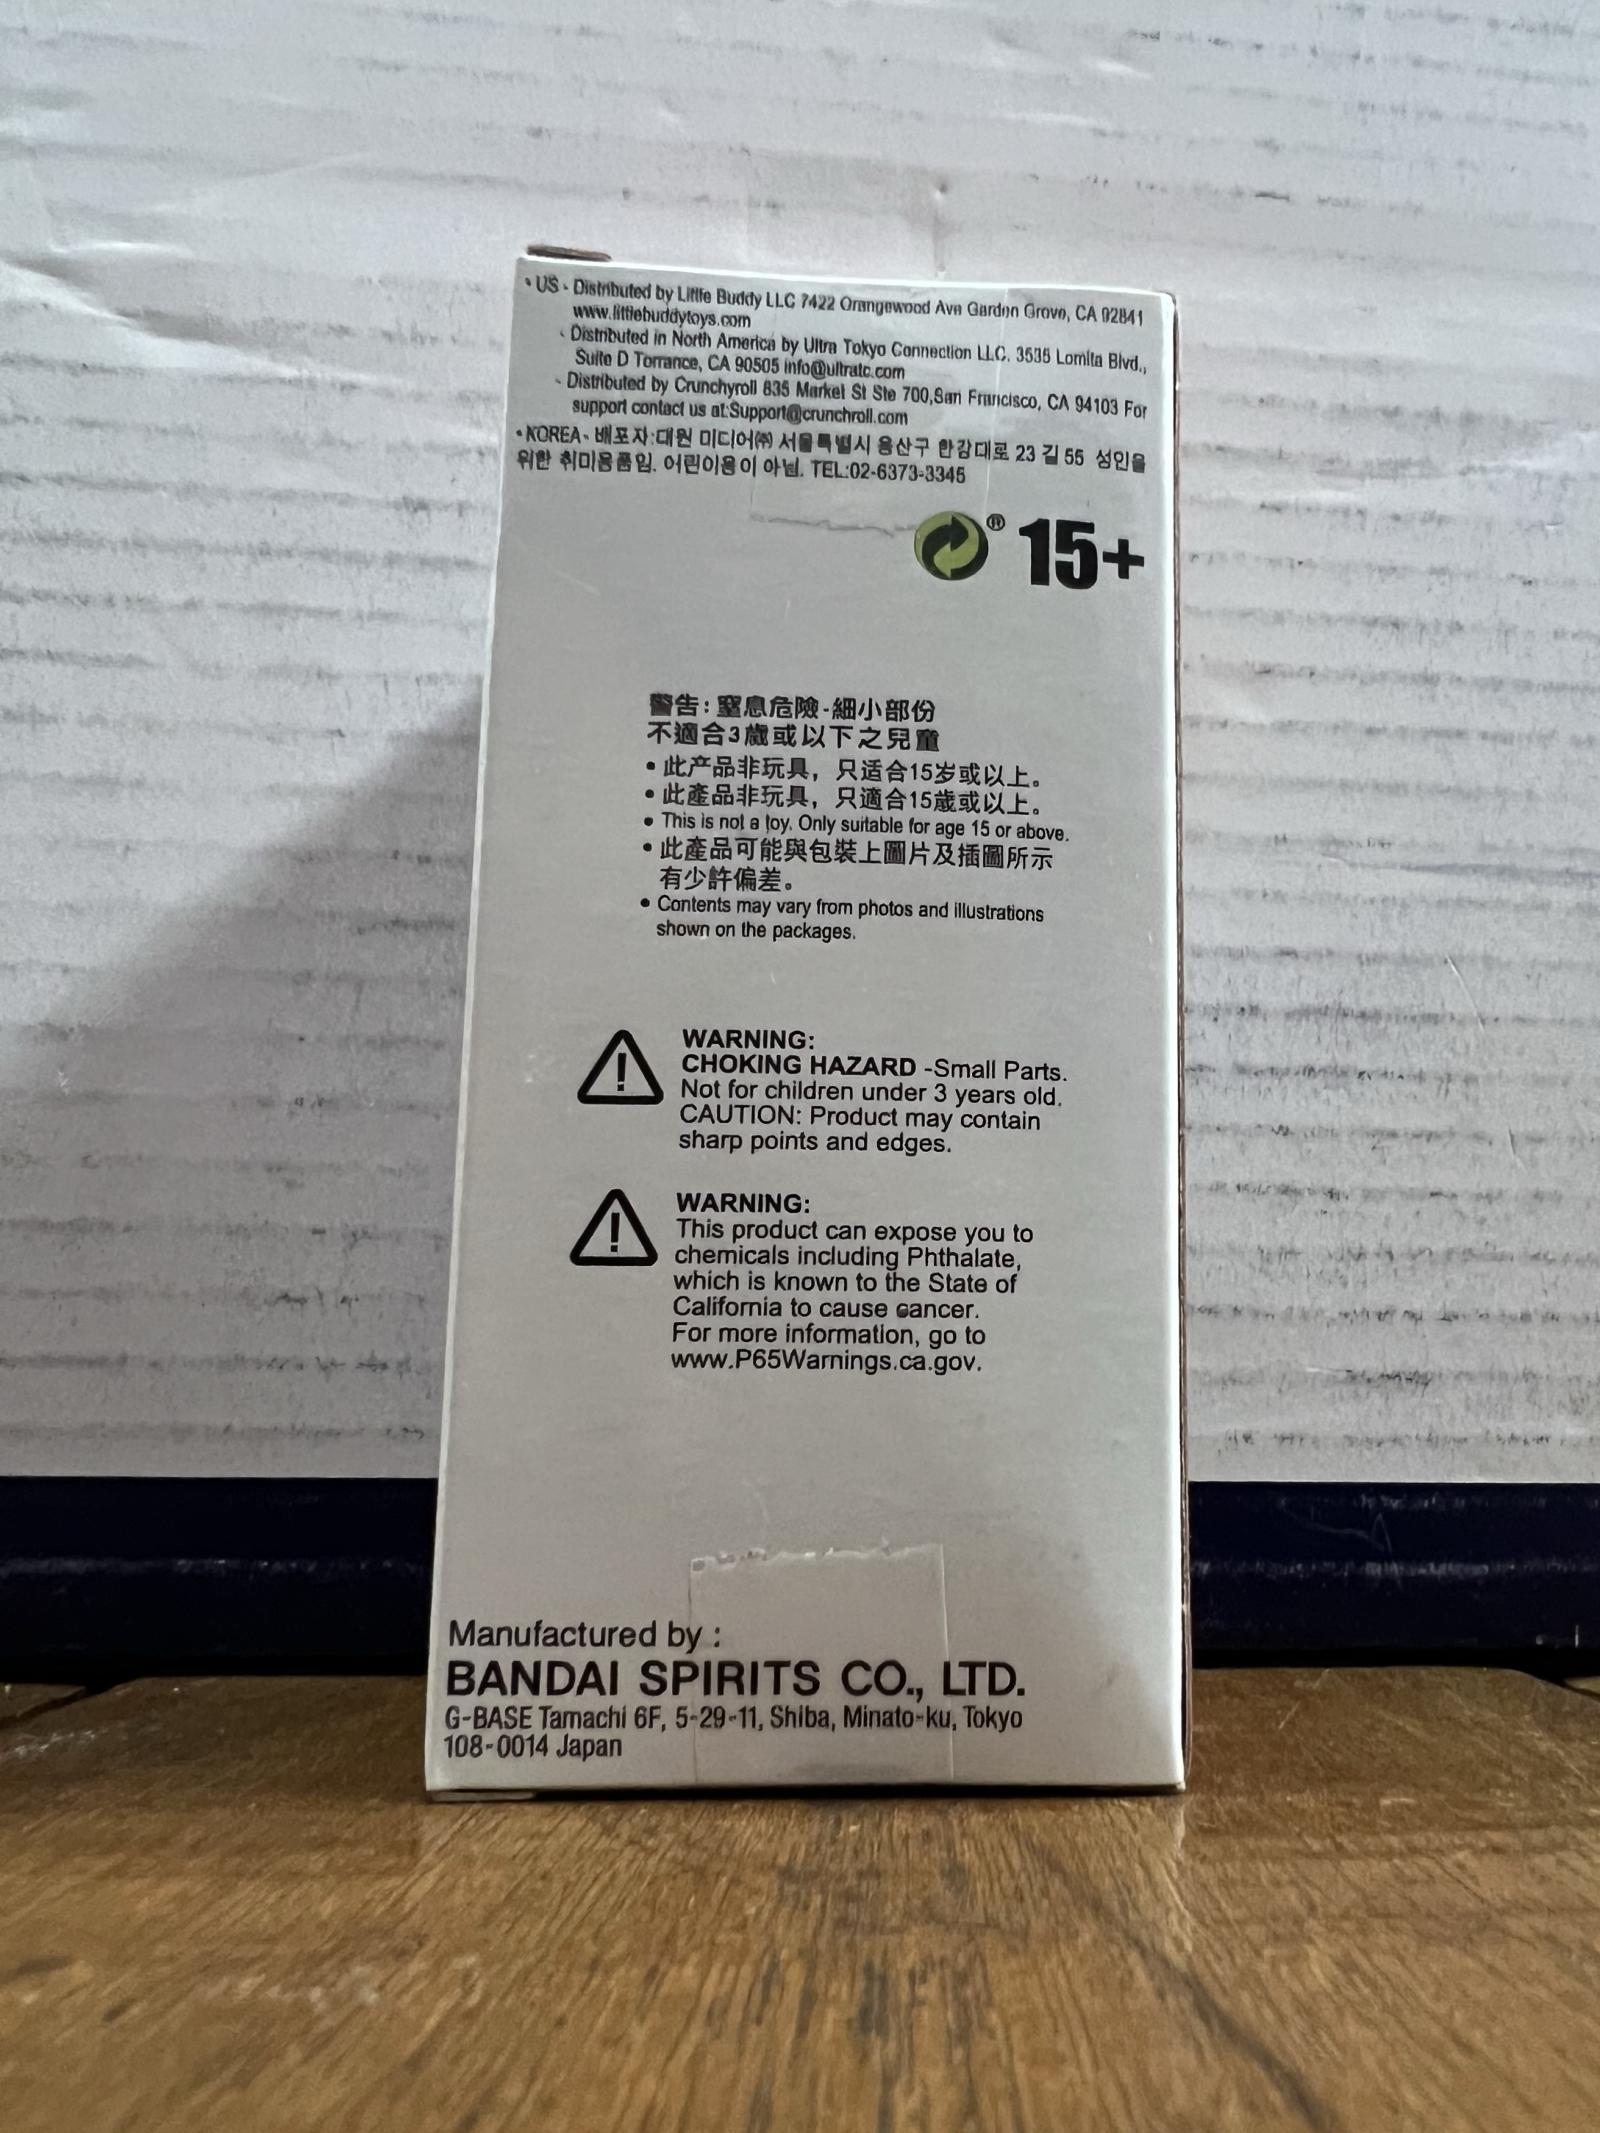 • US - Distributed by Little Buddy LLC 7422 Orangewood Ave Garden Grove, CA 92841
www.littlebuddytoys.com
- Distributed in North America by Ultra Tokyo Connection LLC. 3535 Lomita Blvd.,
Suite D Torrance, CA 90505 info@ultratc.com
- Distributed by Crunchyroll 835 Market St Ste 700,San Francisco, CA 94103 For
support contact us at:Support@crunchroll.com
• KOREA- 배포자:대원 미디어㈜ 서울특별시 용산구 한강대로 23 길 55 성인을
위한 취미용품임. 어린이용이 아님. TEL:02-6373-3345
® 15+
警告: 窒息危險-細小部份
不適合3歲或以下之兒童
• 此产品非玩具，只适合15岁或以上。
• 此產品非玩具，只適合15歲或以上。
• This is not a toy. Only suitable for age 15 or above.
• 此產品可能與包裝上圖片及插圖所示
有少許偏差。
• Contents may vary from photos and illustrations
shown on the packages.
WARNING:
CHOKING HAZARD -Small Parts.
Not for children under 3 years old.
CAUTION: Product may contain
sharp points and edges.
WARNING:
This product can expose you to
chemicals including Phthalate,
which is known to the State of
California to cause cancer.
For more information, go to
www.P65Warnings.ca.gov.
Manufactured by :
BANDAI SPIRITS CO., LTD.
G-BASE Tamachi 6F, 5-29-11, Shiba, Minato-ku, Tokyo
108-0014 Japan